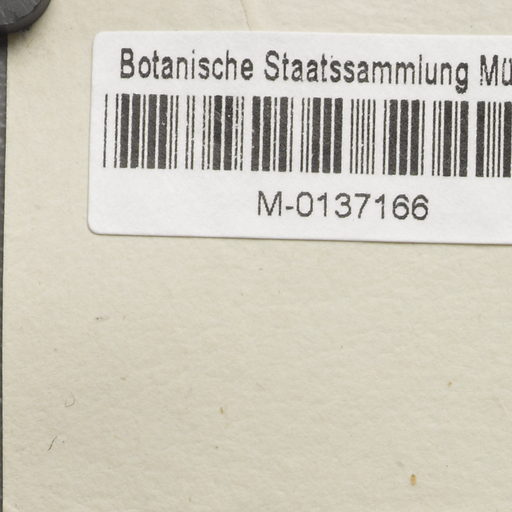 Botanische Staatssammlung Mü
M-0137166